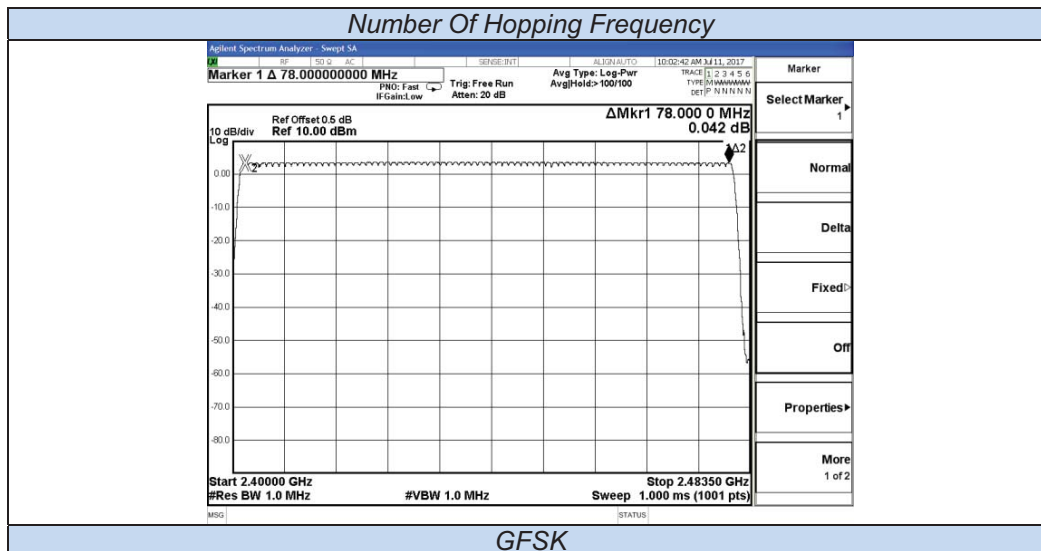 Number Of Hopping Frequency
Agilent Spectrum Analyzer - Swept SA
RF 50 Ω AC SENSE:INT ALIGNAUTO 10:02:42 AM Jul 11, 2017
Marker 1 Δ 78.000000000 MHz
PNO: Fast
IFGain:Low
Trig: Free Run
Atten: 20 dB
Avg Type: Log-Pwr
Avg|Hold:>100/100
TRACE 1 2 3 4 5 6
TYPE M
DET P N N N N N
Marker
Select Marker
1
ΔMkr1 78.000 0 MHz
0.042 dB
Ref Offset 0.5 dB
10 dB/div Ref 10.00 dBm
Log
1Δ2
2
0.00
-10.0
-20.0
-30.0
-40.0
-50.0
-60.0
-70.0
-80.0
Normal
Delta
Fixed
Off
Properties
More
1 of 2
Start 2.40000 GHz Stop 2.48350 GHz
#Res BW 1.0 MHz #VBW 1.0 MHz Sweep 1.000 ms (1001 pts)
MSG STATUS
GFSK